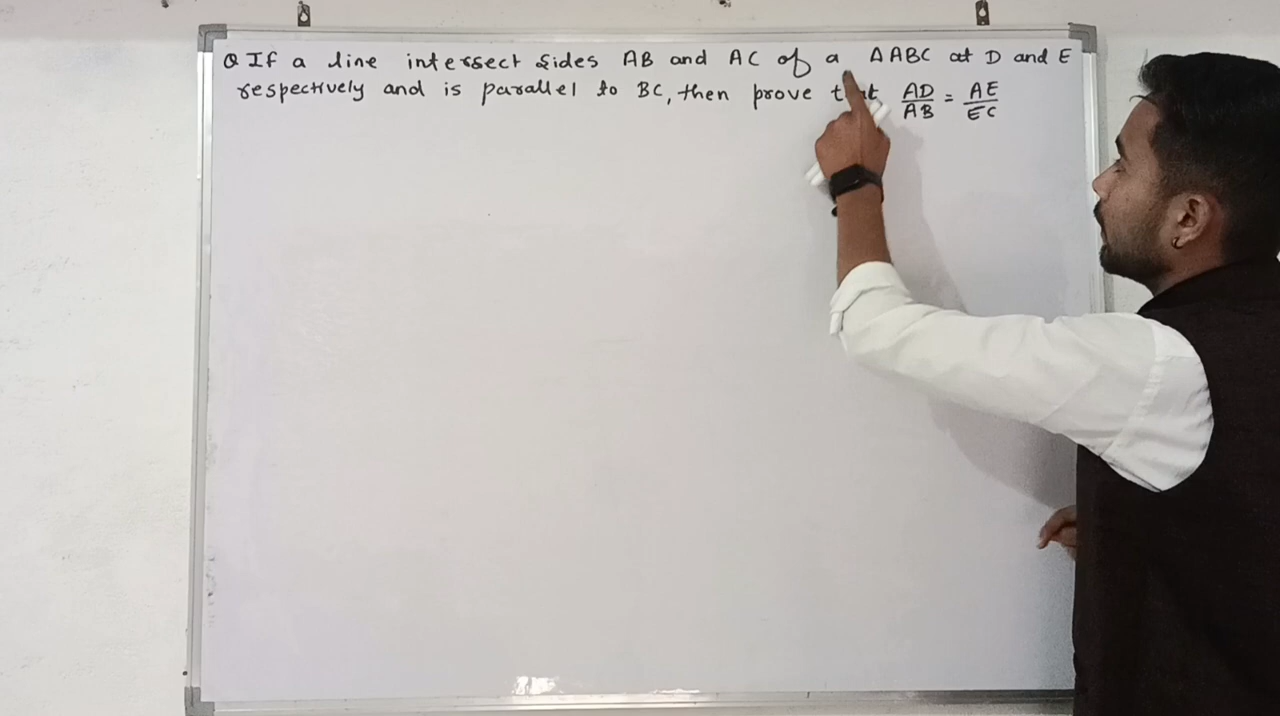 Q If a line intersect sides AB and AC of a ΔABC at D and E
respectively and is parallel to BC, then prove that AD/AB = AE/EC